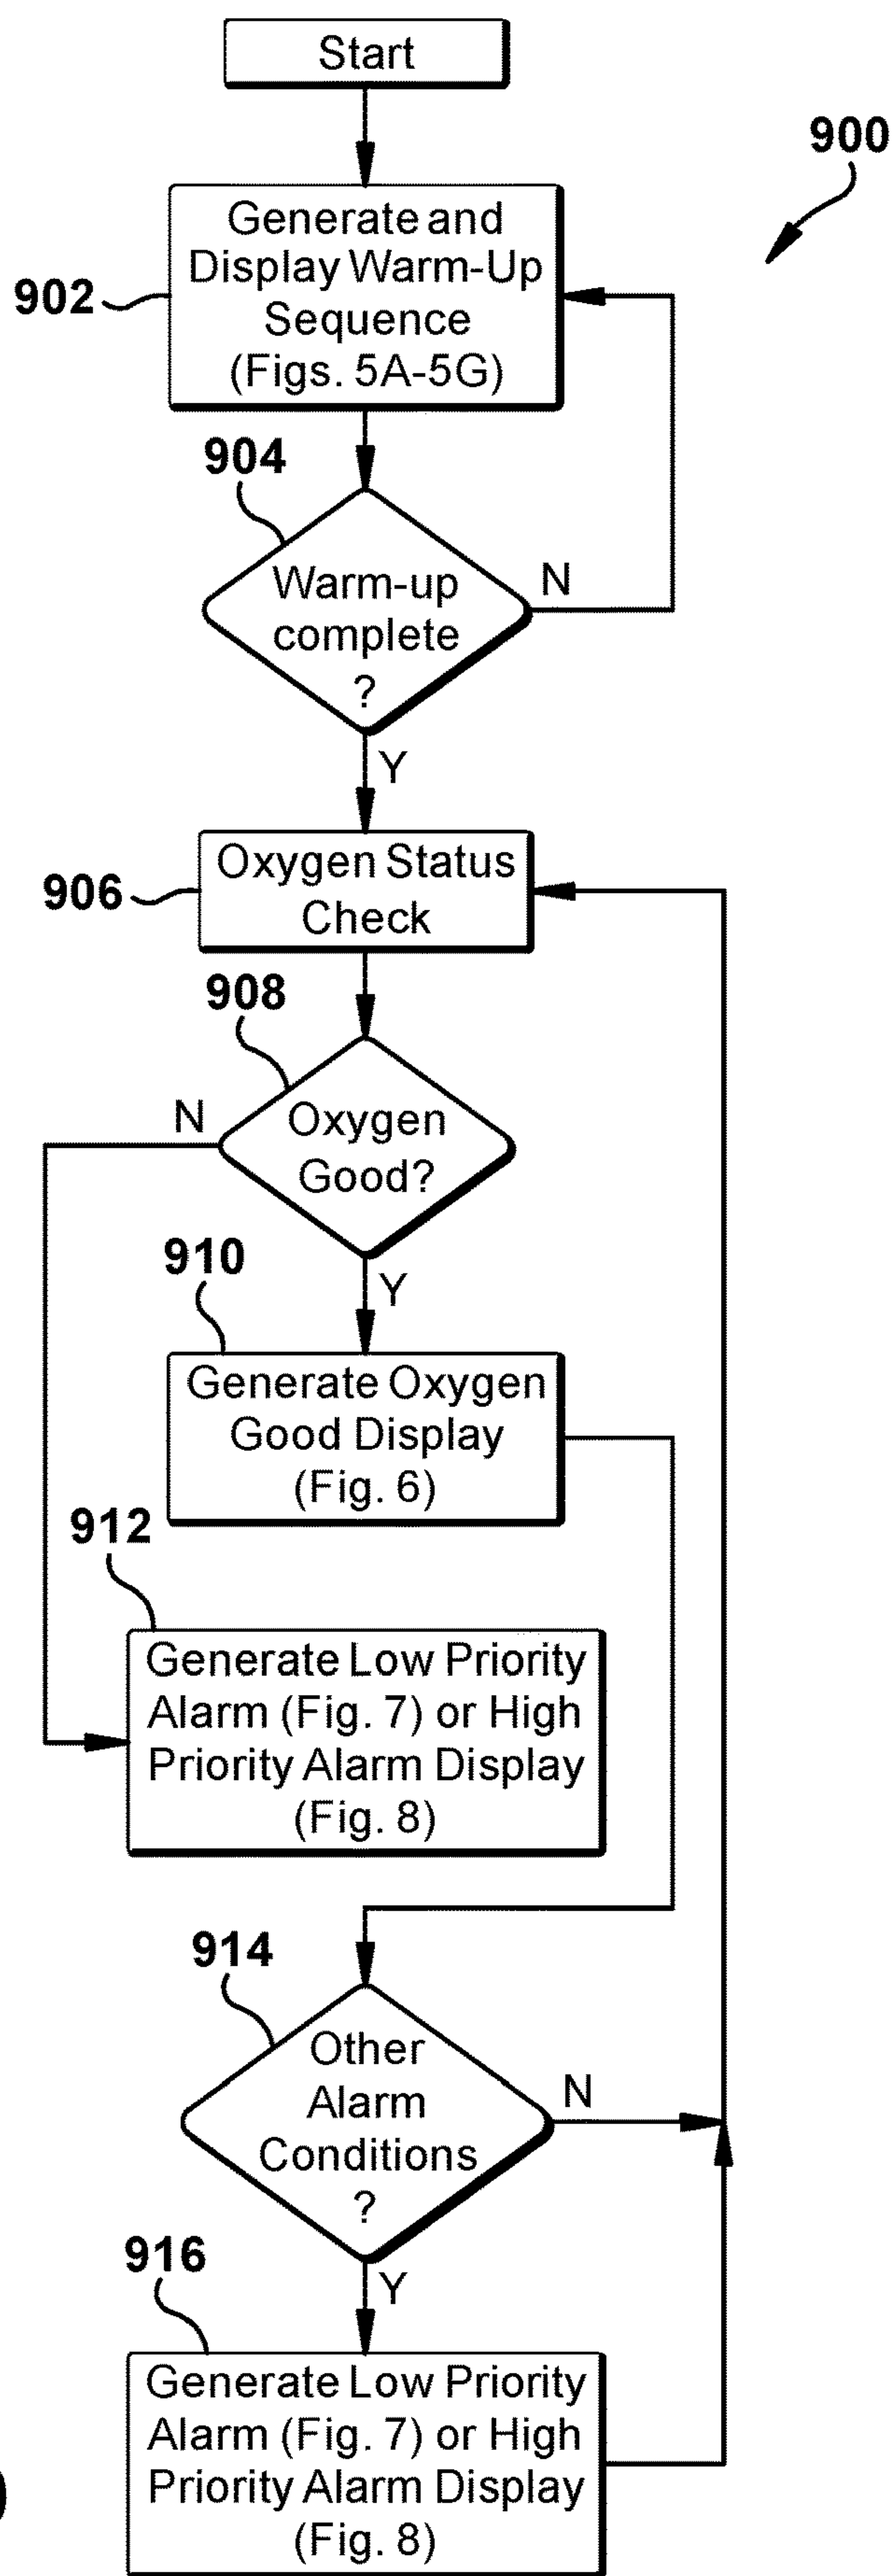 Start
900
Generate and
Display Warm-Up
Sequence
(Figs. 5A-5G)
902
904
Warm-up
complete
?
N
Y
Oxygen Status
Check
906
908
Oxygen
Good?
N
Y
910
Generate Oxygen
Good Display
(Fig. 6)
912
Generate Low Priority
Alarm (Fig. 7) or High
Priority Alarm Display
(Fig. 8)
914
Other
Alarm
Conditions
?
N
Y
916
Generate Low Priority
Alarm (Fig. 7) or High
Priority Alarm Display
(Fig. 8)